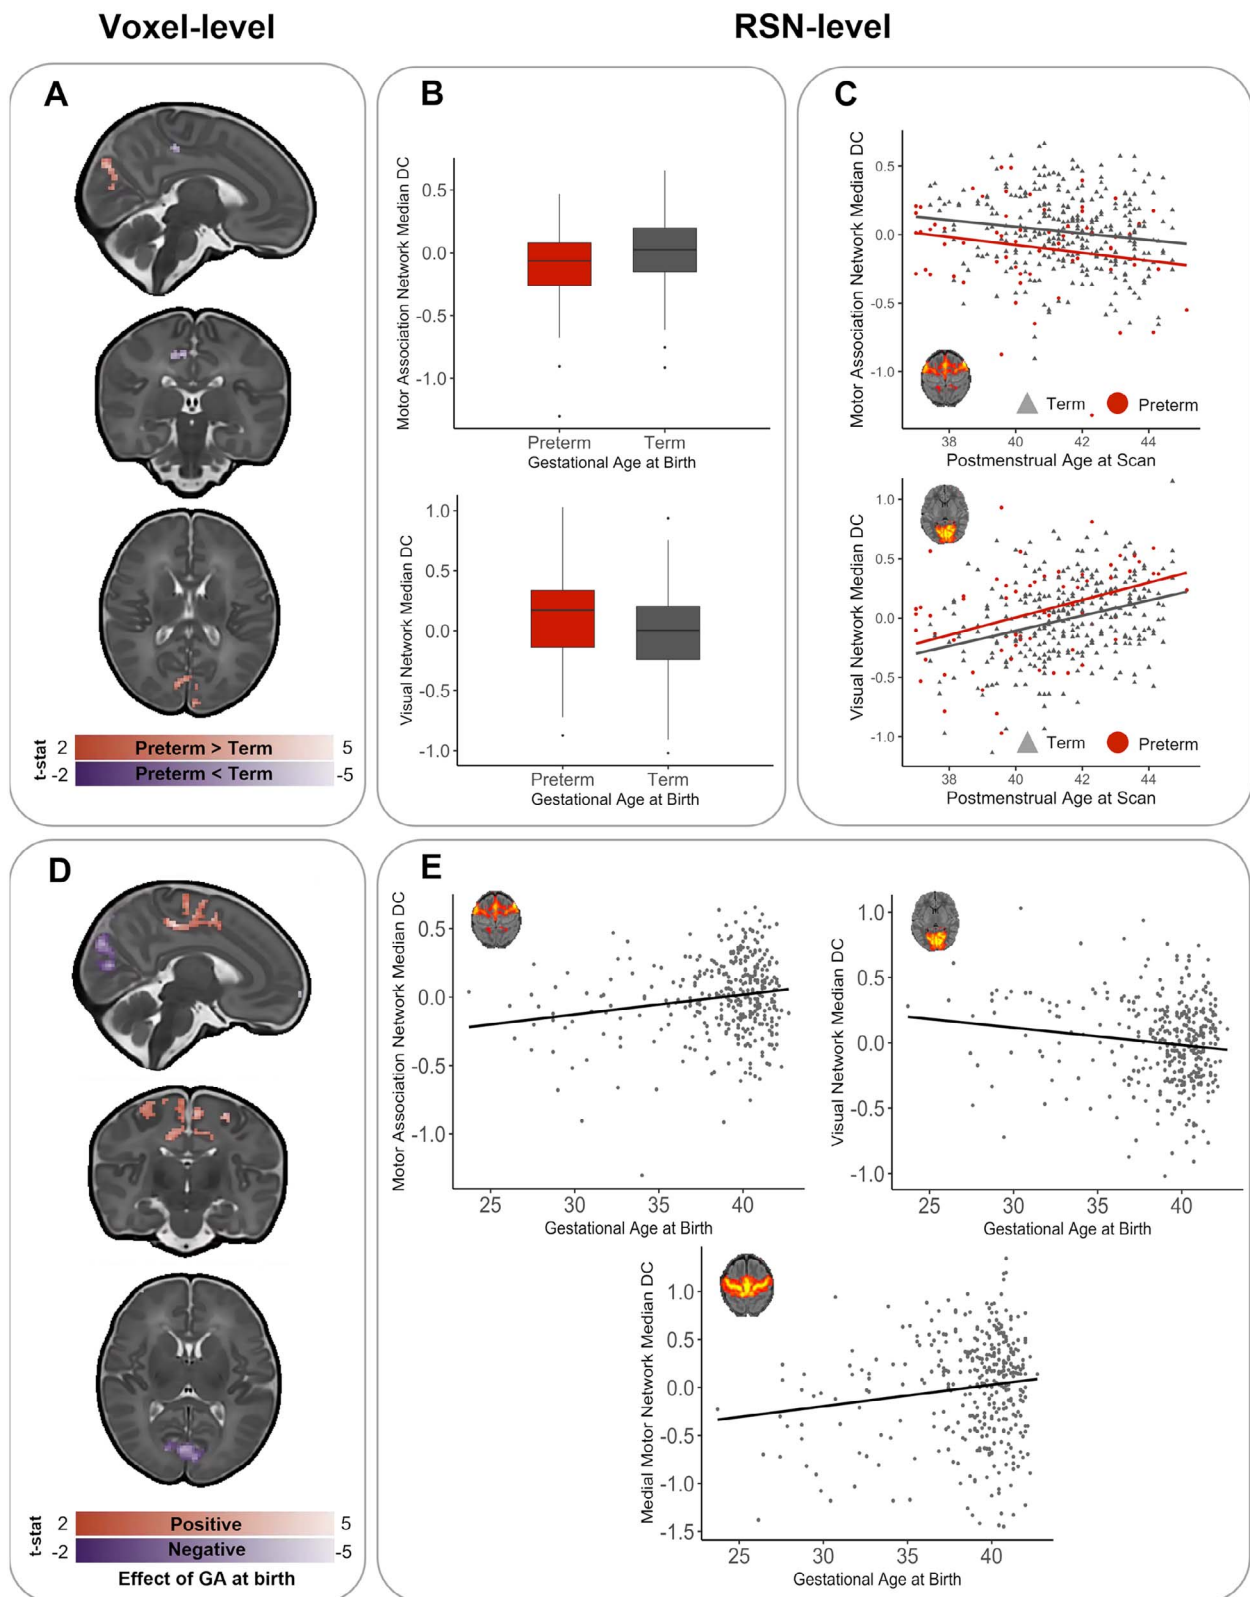 Voxel-level
RSN-level
A
t-stat
2 Preterm > Term 5
-2 Preterm < Term -5
B
Motor Association Network Median DC
0.5
0.0
-0.5
-1.0
Preterm Term
Gestational Age at Birth
Visual Network Median DC
1.0
0.5
0.0
-0.5
-1.0
Preterm Term
Gestational Age at Birth
C
Motor Association Network Median DC
0.5
0.0
-0.5
-1.0
Term Preterm
38 40 42 44
Postmenstrual Age at Scan
Visual Network Median DC
1.0
0.5
0.0
-0.5
-1.0
Term Preterm
38 40 42 44
Postmenstrual Age at Scan
D
t-stat
2 Positive 5
-2 Negative -5
Effect of GA at birth
E
Motor Association Network Median DC
0.5
0.0
-0.5
-1.0
25 30 35 40
Gestational Age at Birth
Visual Network Median DC
1.0
0.5
0.0
-0.5
-1.0
25 30 35 40
Gestational Age at Birth
Medial Motor Network Median DC
1.0
0.5
0.0
-0.5
-1.0
-1.5
25 30 35 40
Gestational Age at Birth